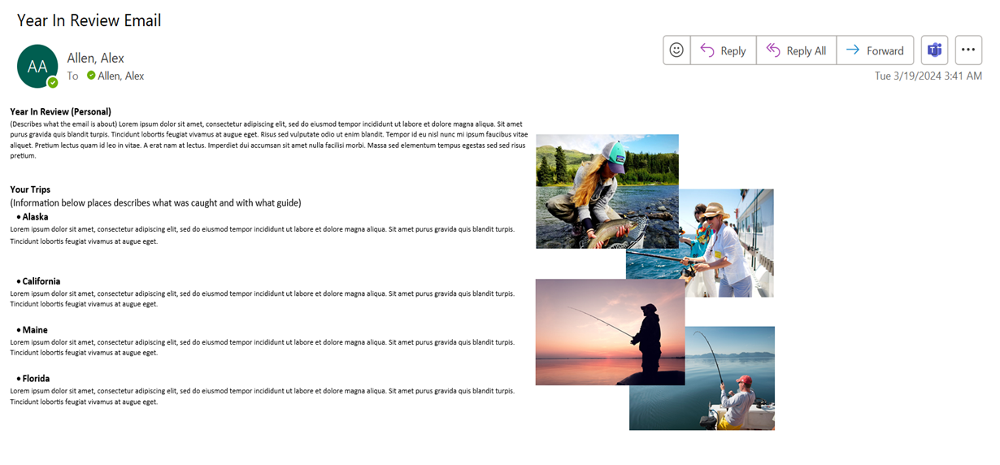 Year In Review Email
AA
Allen, Alex
To Allen, Alex
Reply
Reply All
Forward
T
Tue 3/19/2024 3:41 AM
Year In Review (Personal)
(Describes what the email is about) Lorem ipsum dolor sit amet, consectetur adipiscing elit, sed do eiusmod tempor incididunt ut labore et dolore magna aliqua. Sit amet
purus gravida quis blandit turpis. Tincidunt lobortis feugiat vivamus at augue eget. Risus sed vulputate odio ut enim blandit. Tempor id eu nisl nunc mi ipsum faucibus vitae
aliquet. Pretium lectus quam id leo in vitae. A erat nam at lectus. Imperdiet dui accumsan sit amet nulla facilisi morbi. Massa sed elementum tempus egestas sed sed risus
pretium.
Your Trips
(Information below places describes what was caught and with what guide)
• Alaska
Lorem ipsum dolor sit amet, consectetur adipiscing elit, sed do eiusmod tempor incididunt ut labore et dolore magna aliqua. Sit amet purus gravida quis blandit turpis.
Tincidunt lobortis feugiat vivamus at augue eget.
• California
Lorem ipsum dolor sit amet, consectetur adipiscing elit, sed do eiusmod tempor incididunt ut labore et dolore magna aliqua. Sit amet purus gravida quis blandit turpis.
Tincidunt lobortis feugiat vivamus at augue eget.
• Maine
Lorem ipsum dolor sit amet, consectetur adipiscing elit, sed do eiusmod tempor incididunt ut labore et dolore magna aliqua. Sit amet purus gravida quis blandit turpis.
Tincidunt lobortis feugiat vivamus at augue eget.
• Florida
Lorem ipsum dolor sit amet, consectetur adipiscing elit, sed do eiusmod tempor incididunt ut labore et dolore magna aliqua. Sit amet purus gravida quis blandit turpis.
Tincidunt lobortis feugiat vivamus at augue eget.